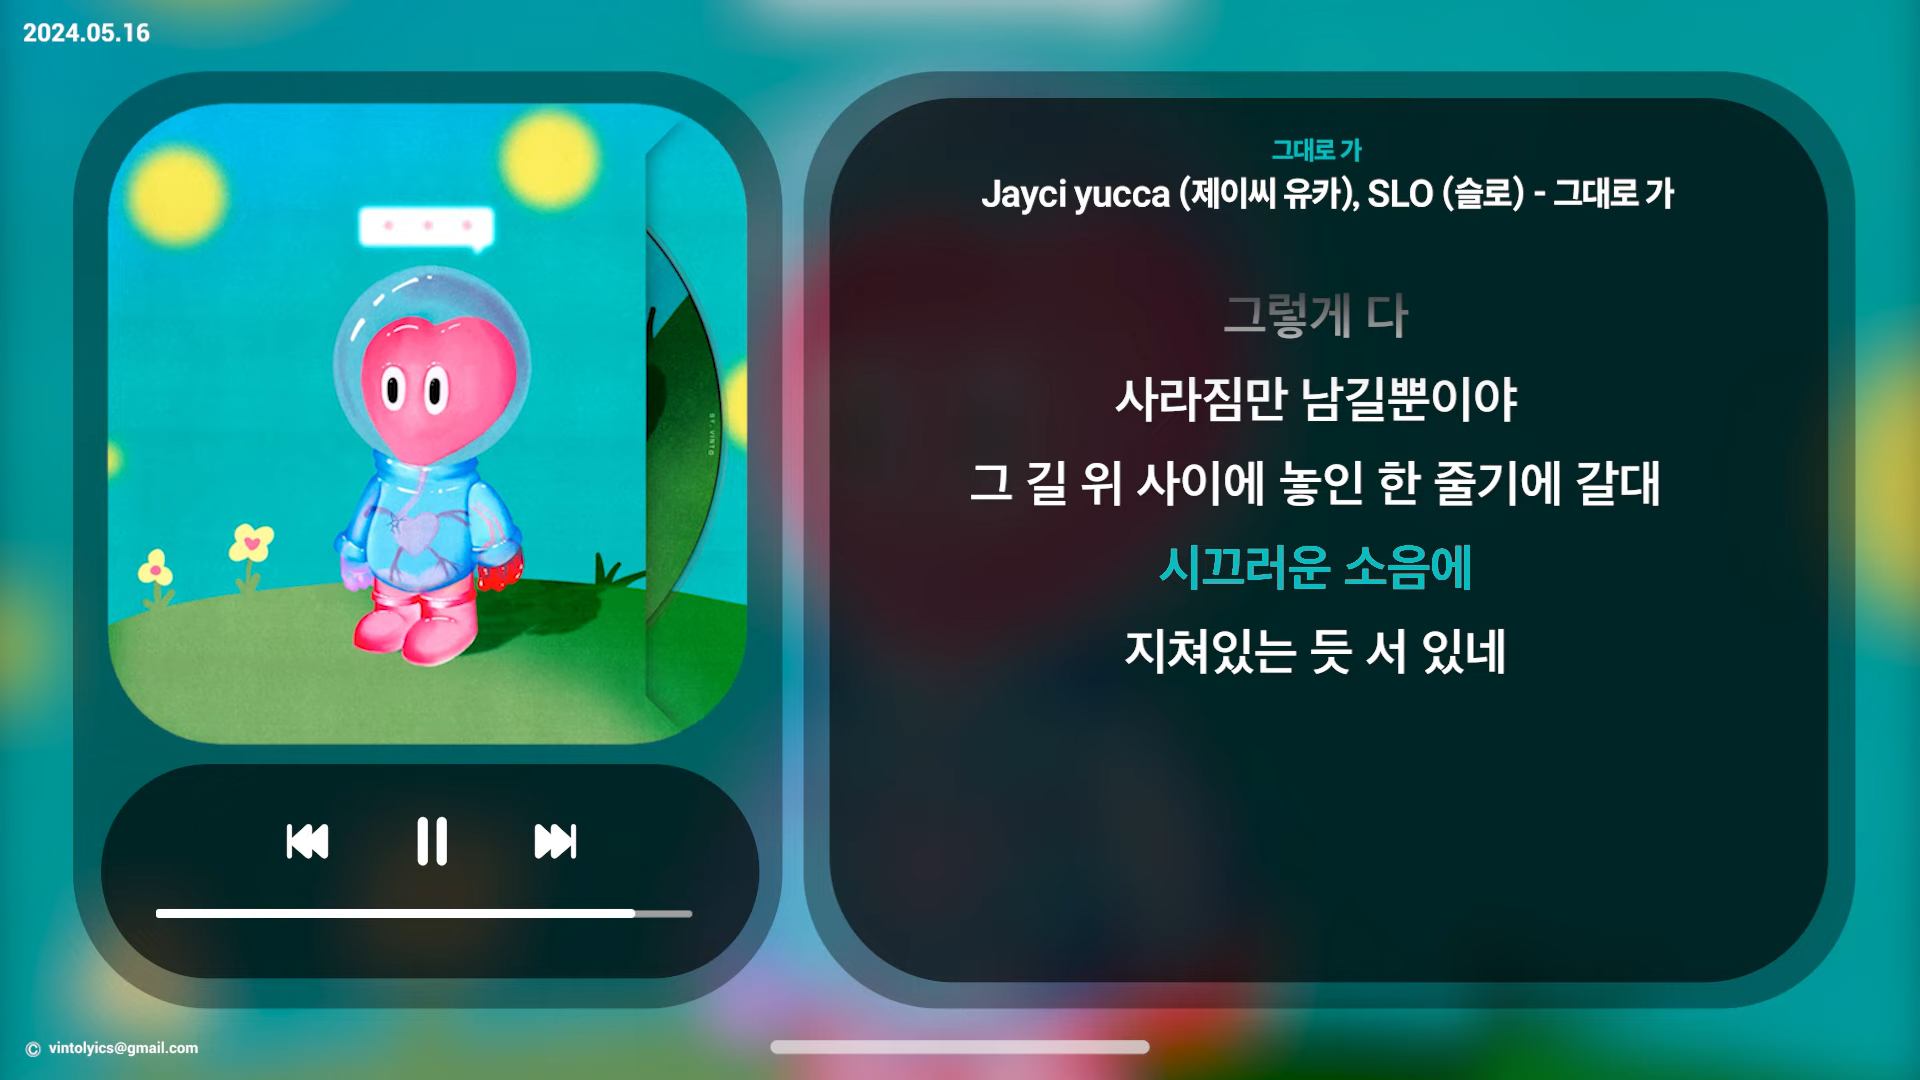 2024.05.16
BY. VINTO
그대로 가
Jayci yucca (제이씨 유카), SLO (슬로) - 그대로 가
그렇게 다
사라짐만 남길뿐이야
그 길 위 사이에 놓인 한 줄기에 갈대
시끄러운 소음에
지쳐있는 듯 서 있네
© vintolyics@gmail.com